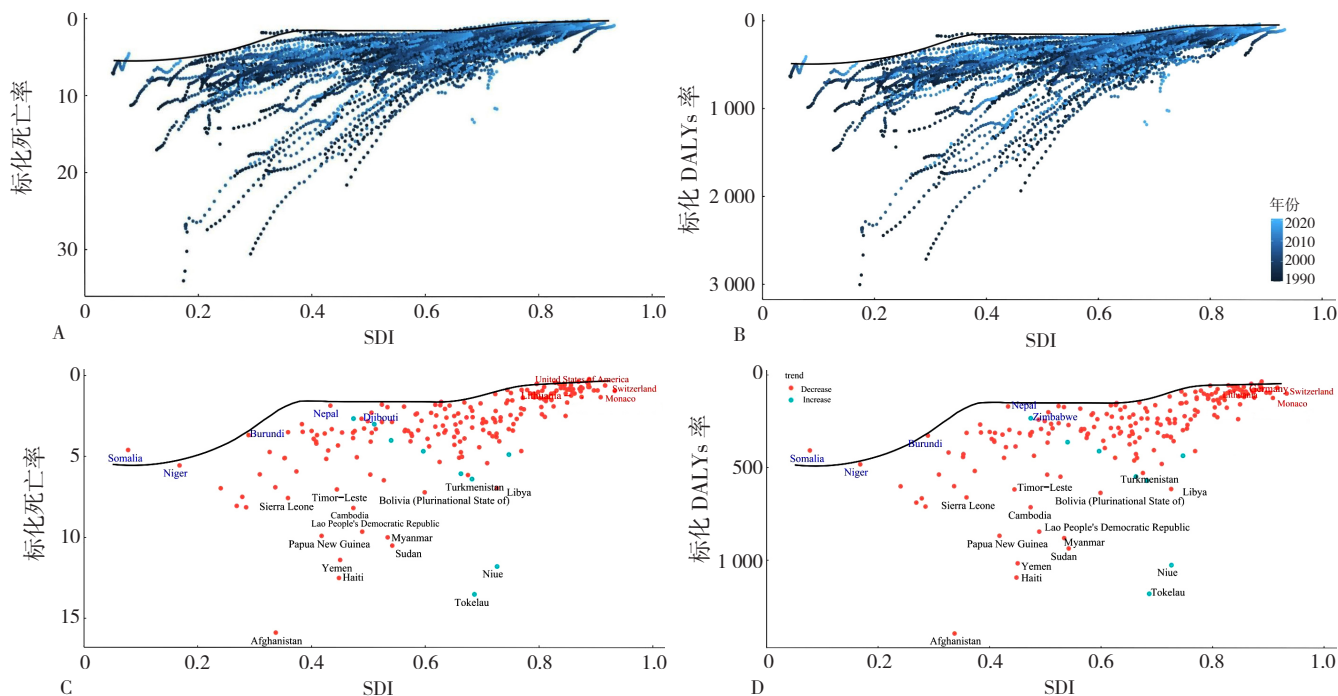 0
10
20
30
标化死亡率
0
0.2
0.4
0.6
0.8
1.0
A
SDI
0
1 000
2 000
3 000
标化 DALYs 率
年份
2020
2010
2000
1990
0
0.2
0.4
0.6
0.8
1.0
B
SDI
0
5
10
15
标化死亡率
United States of America
Switzerland
Lithuania
Monaco
Nepal
Djibouti
Burundi
Somalia
Niger
Turkmenistan
Libya
Timor-Leste
Bolivia (Plurinational State of)
Sierra Leone
Cambodia
Lao People's Democratic Republic
Papua New Guinea
Myanmar
Sudan
Yemen
Haiti
Niue
Tokelau
Afghanistan
0
0.2
0.4
0.6
0.8
1.0
C
SDI
0
500
1 000
标化 DALYs 率
trend
Decrease
Increase
Germany
Switzerland
Lithuania
Monaco
Nepal
Zimbabwe
Burundi
Somalia
Niger
Turkmenistan
Timor-Leste
Libya
Bolivia (Plurinational State of)
Sierra Leone
Cambodia
Lao People's Democratic Republic
Papua New Guinea
Myanmar
Sudan
Yemen
Haiti
Niue
Tokelau
Afghanistan
0
0.2
0.4
0.6
0.8
1.0
D
SDI